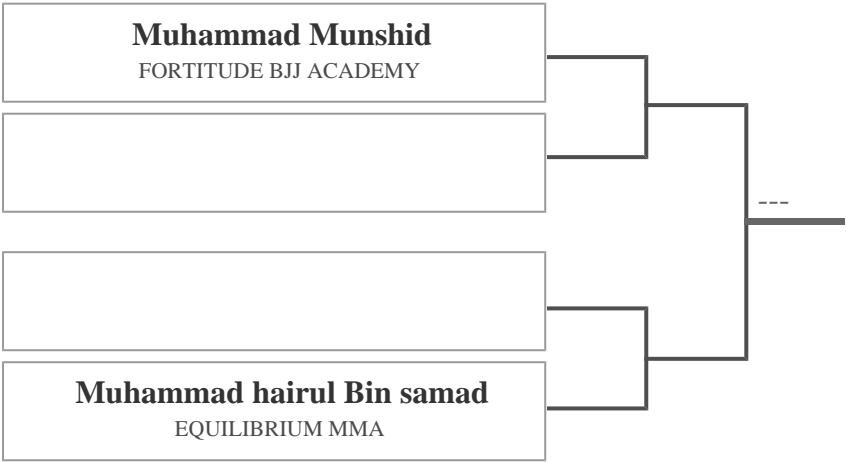 Muhammad Munshid
FORTITUDE BJJ ACADEMY
---
Muhammad hairul Bin samad
EQUILIBRIUM MMA